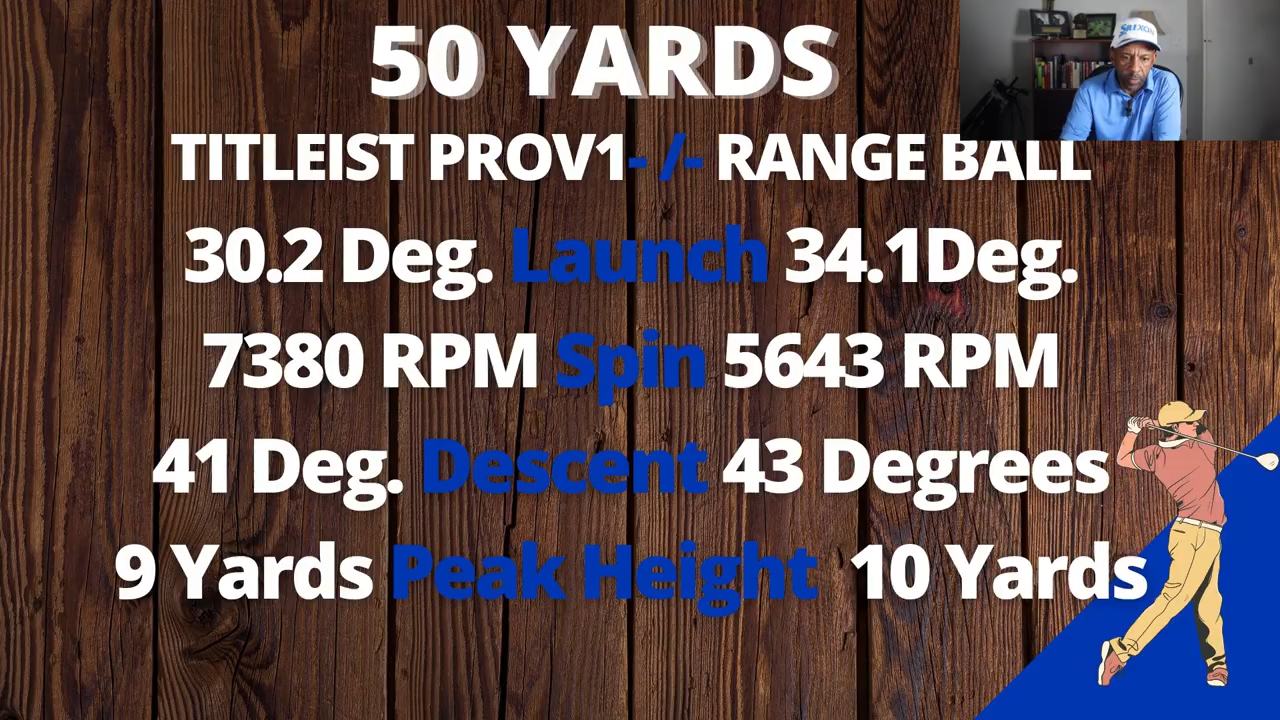 50 YARDS
SRIXON
TITLEIST PROV1- /- RANGE BALL
30.2 Deg. Launch 34.1Deg.
7380 RPM Spin 5643 RPM
41 Deg. Descent 43 Degrees
9 Yards Peak Height 10 Yards